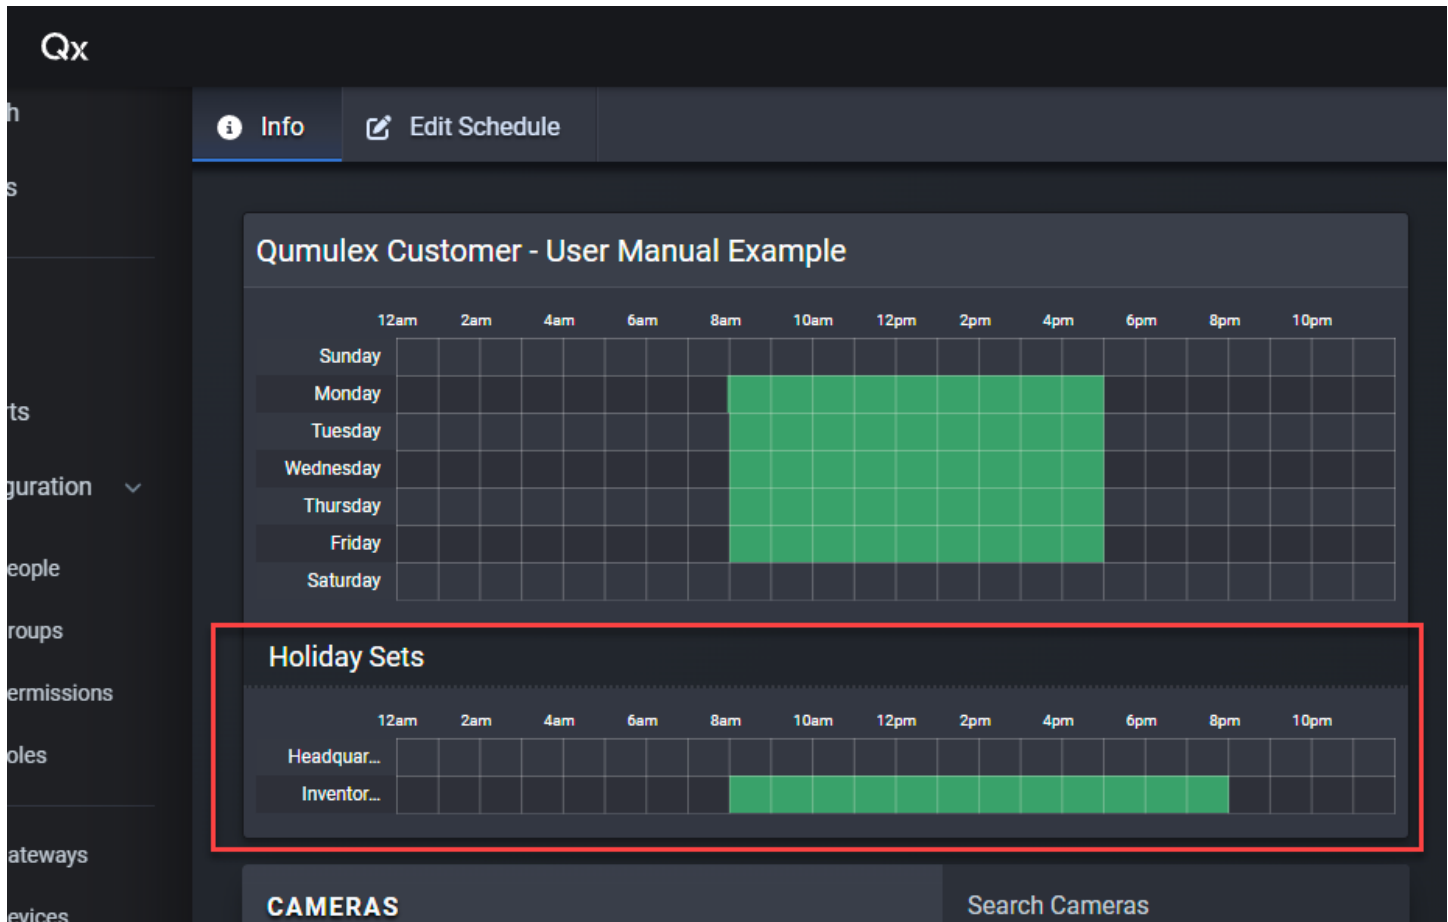 Qx
h
s
rts
guration
eople
roups
ermissions
oles
ateways
evices
Info
Edit Schedule
Qumulex Customer - User Manual Example
12am 2am 4am 6am 8am 10am 12pm 2pm 4pm 6pm 8pm 10pm
Sunday
Monday
Tuesday
Wednesday
Thursday
Friday
Saturday
Holiday Sets
12am 2am 4am 6am 8am 10am 12pm 2pm 4pm 6pm 8pm 10pm
Headquar...
Inventor...
CAMERAS
Search Cameras